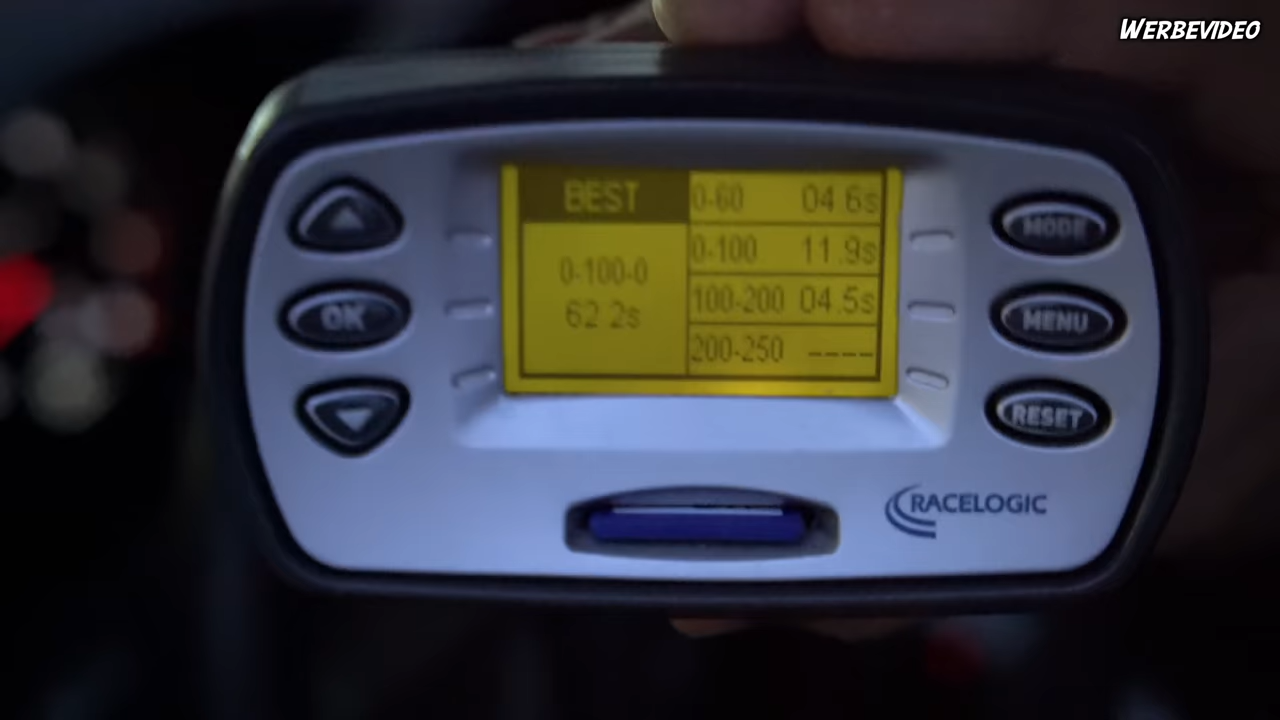 WERBEVIDEO
BEST
0-100-0
62.2s
0-60 04.6s
0-100 11.9s
100-200 04.5s
200-250 ----
OK
MODE
MENU
RESET
RACELOGIC